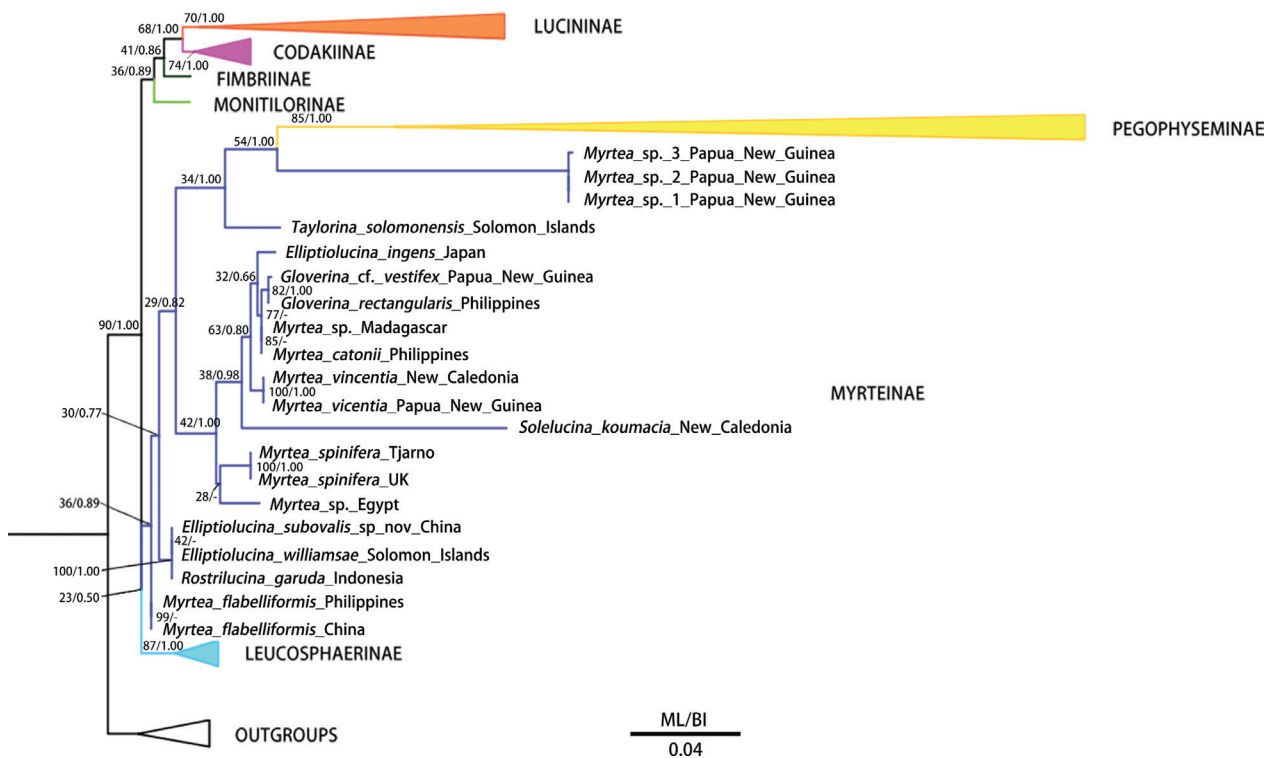 70/1.00
LUCININAE
68/1.00
CODAKIINAE
41/0.86
74/1.00
36/0.89
FIMBRIINAE
MONITILORINAE
85/1.00
PEGOPHYSEMINAE
54/1.00
Myrtea_sp._3_Papua_New_Guinea
Myrtea_sp._2_Papua_New_Guinea
34/1.00
Myrtea_sp._1_Papua_New_Guinea
Taylorina_solomonensis_Solomon_Islands
Elliptiolucina_ingens_Japan
32/0.66
Gloverina_cf._vestifex_Papua_New_Guinea
82/1.00
Gloverina_rectangularis_Philippines
29/0.82
77/-
90/1.00
63/0.80
Myrtea_sp._Madagascar
85/-
Myrtea_catonii_Philippines
38/0.98
Myrtea_vincentia_New_Caledonia
100/1.00
MYRTEINAE
Myrtea_vicentia_Papua_New_Guinea
30/0.77
42/1.00
Solelucina_koumacia_New_Caledonia
Myrtea_spinifera_Tjarno
100/1.00
Myrtea_spinifera_UK
28/-
36/0.89
Myrtea_sp._Egypt
Elliptiolucina_subovalis_sp_nov_China
42/-
Elliptiolucina_williamsae_Solomon_Islands
100/1.00
Rostrilucina_garuda_Indonesia
23/0.50
Myrtea_flabelliformis_Philippines
99/-
Myrtea_flabelliformis_China
87/1.00
LEUCOSPHAERINAE
ML/BI
OUTGROUPS
0.04